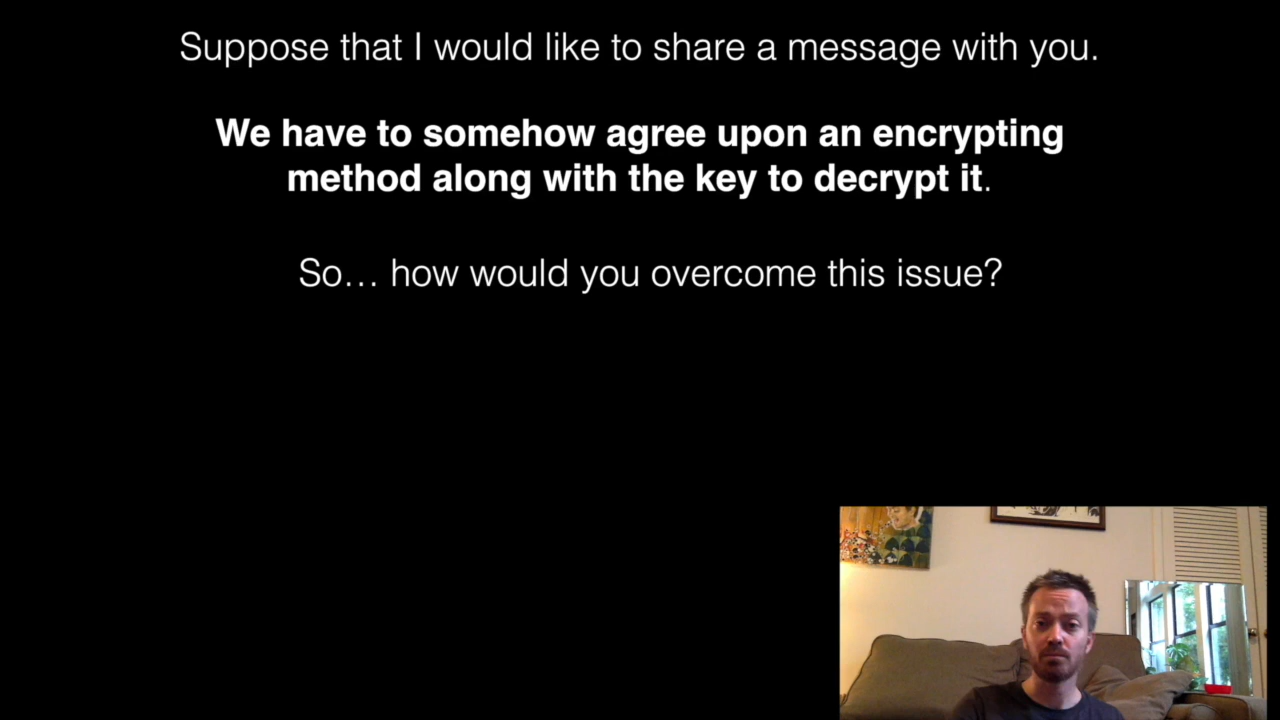 Suppose that I would like to share a message with you.
We have to somehow agree upon an encrypting
method along with the key to decrypt it.
So… how would you overcome this issue?